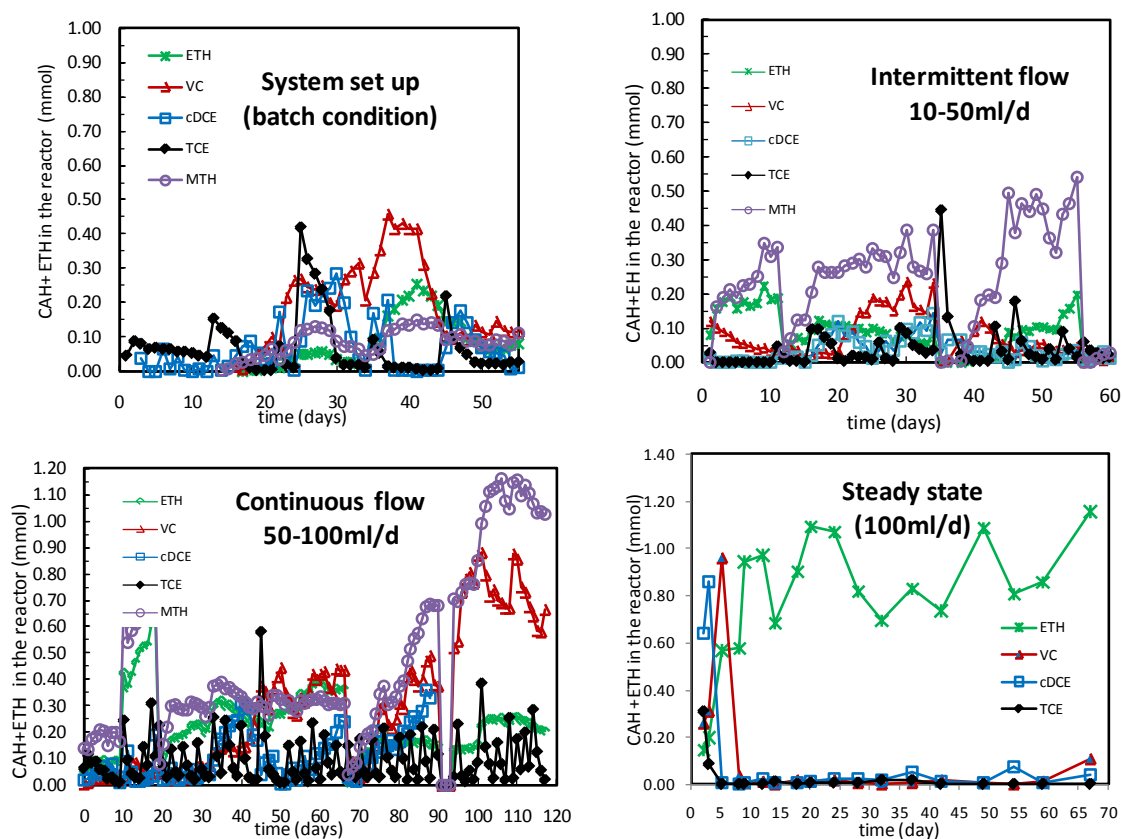 CAH+ ETH in the reactor (mmol)
1.00
0.90
0.80
0.70
0.60
0.50
0.40
0.30
0.20
0.10
0.00
ETH
VC
cDCE
TCE
MTH
System set up
(batch condition)
0 10 20 30 40 50
time (days)
CAH+EH in the reactor (mmol)
1.00
0.90
0.80
0.70
0.60
0.50
0.40
0.30
0.20
0.10
0.00
ETH
VC
cDCE
TCE
MTH
Intermittent flow
10-50ml/d
0 10 20 30 40 50 60
time (days)
CAH+ETH in the reactor (mmol)
1.20
1.10
1.00
0.90
0.80
0.70
0.60
0.50
0.40
0.30
0.20
0.10
0.00
ETH
VC
cDCE
TCE
MTH
Continuous flow
50-100ml/d
0 10 20 30 40 50 60 70 80 90 100 110 120
time (days)
CAH+ETH in the reactor (mmol)
1.40
1.20
1.00
0.80
0.60
0.40
0.20
0.00
Steady state
(100ml/d)
ETH
VC
cDCE
TCE
0 5 10 15 20 25 30 35 40 45 50 55 60 65 70
time (day)